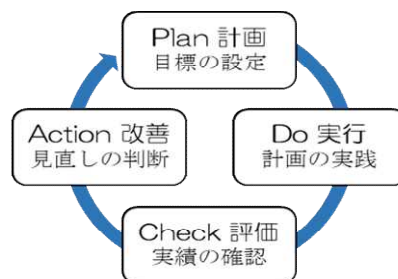 Plan 計画
目標の設定
Do 実行
計画の実践
Check 評価
実績の確認
Action 改善
見直しの判断